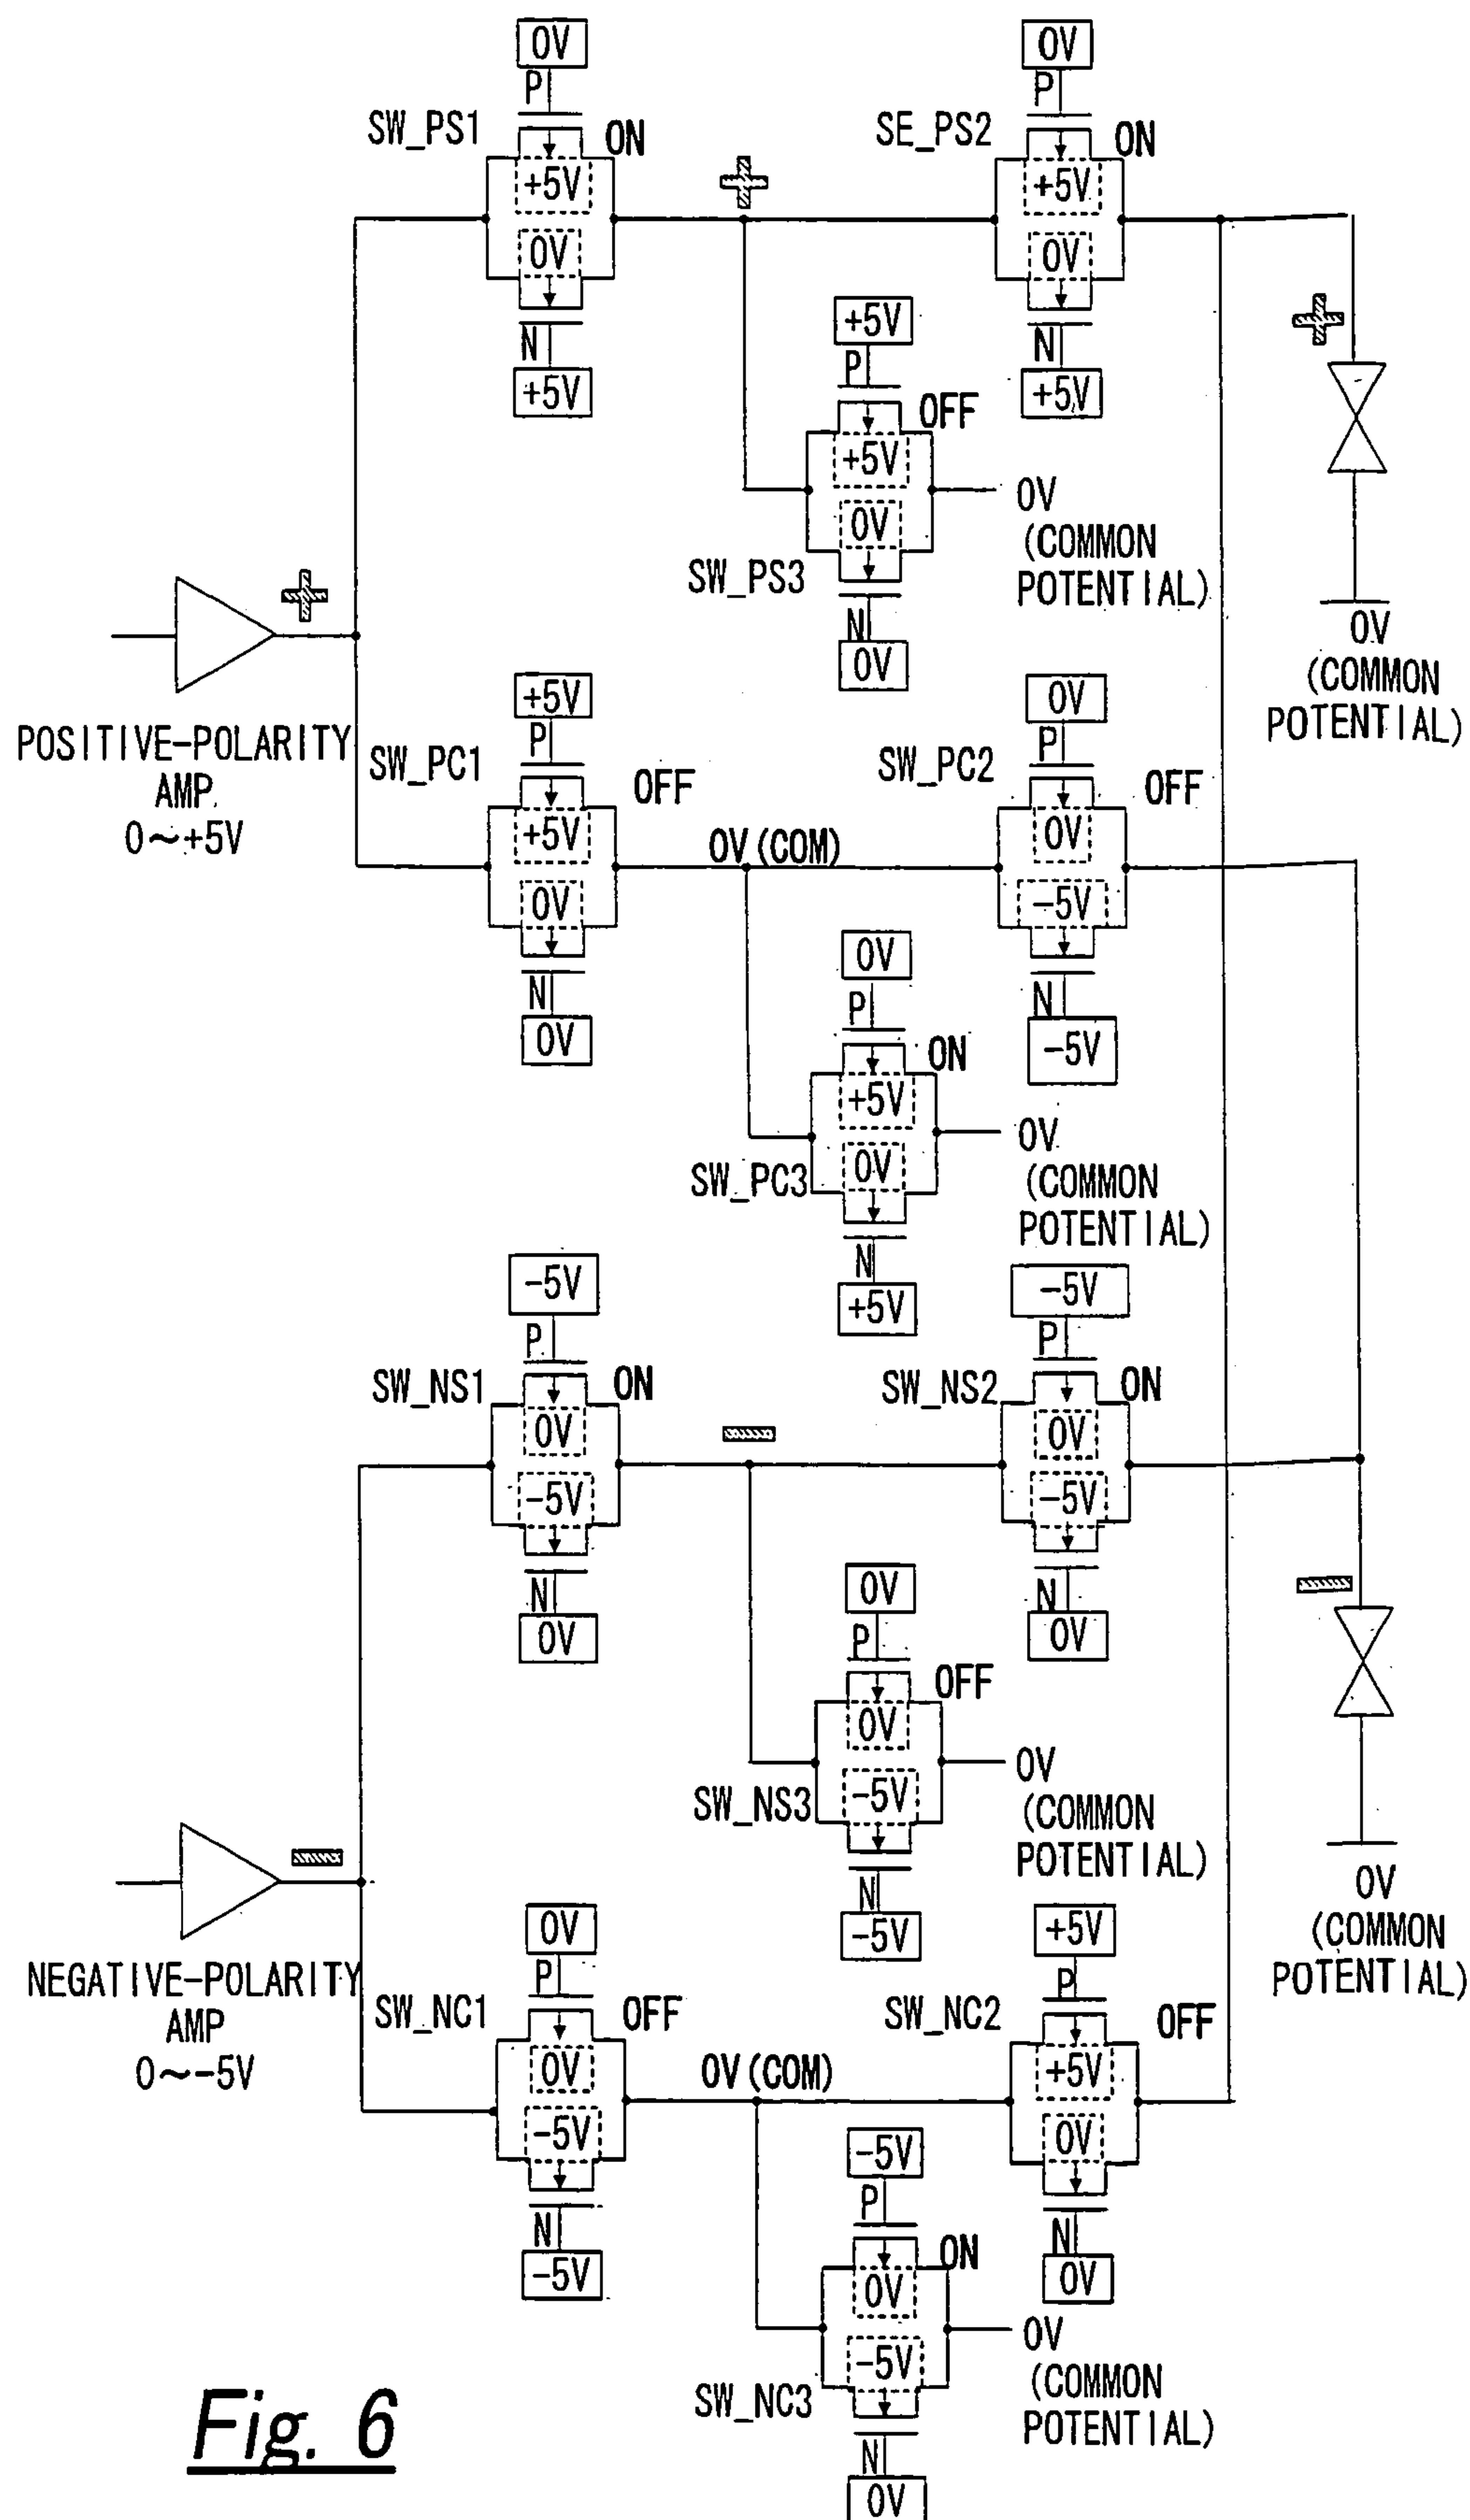 0V
0V
P
P
SW_PS1
ON
SE_PS2
ON
+5V
+5V
0V
0V
N
N
+5V
+5V
+5V
P
OFF
+5V
0V
0V
(COMMON
POTENTIAL)
SW_PS3
N
0V
0V
(COMMON
POTENTIAL)
POSITIVE-POLARITY
AMP.
0~+5V
+5V
0V
P
P
SW_PC1
OFF
SW_PC2
OFF
+5V
0V
0V(COM)
0V
-5V
N
N
0V
-5V
0V
P
ON
+5V
0V
0V
(COMMON
POTENTIAL)
SW_PC3
N
+5V
-5V
-5V
P
P
SW_NS1
ON
SW_NS2
ON
0V
0V
-5V
-5V
N
N
0V
0V
0V
P
OFF
0V
-5V
0V
(COMMON
POTENTIAL)
SW_NS3
N
-5V
0V
(COMMON
POTENTIAL)
NEGATIVE-POLARITY
AMP
0~-5V
0V
+5V
P
P
SW_NC1
OFF
SW_NC2
OFF
0V
+5V
0V(COM)
-5V
0V
N
N
-5V
0V
-5V
P
ON
0V
-5V
0V
(COMMON
POTENTIAL)
SW_NC3
N
0V
Fig. 6